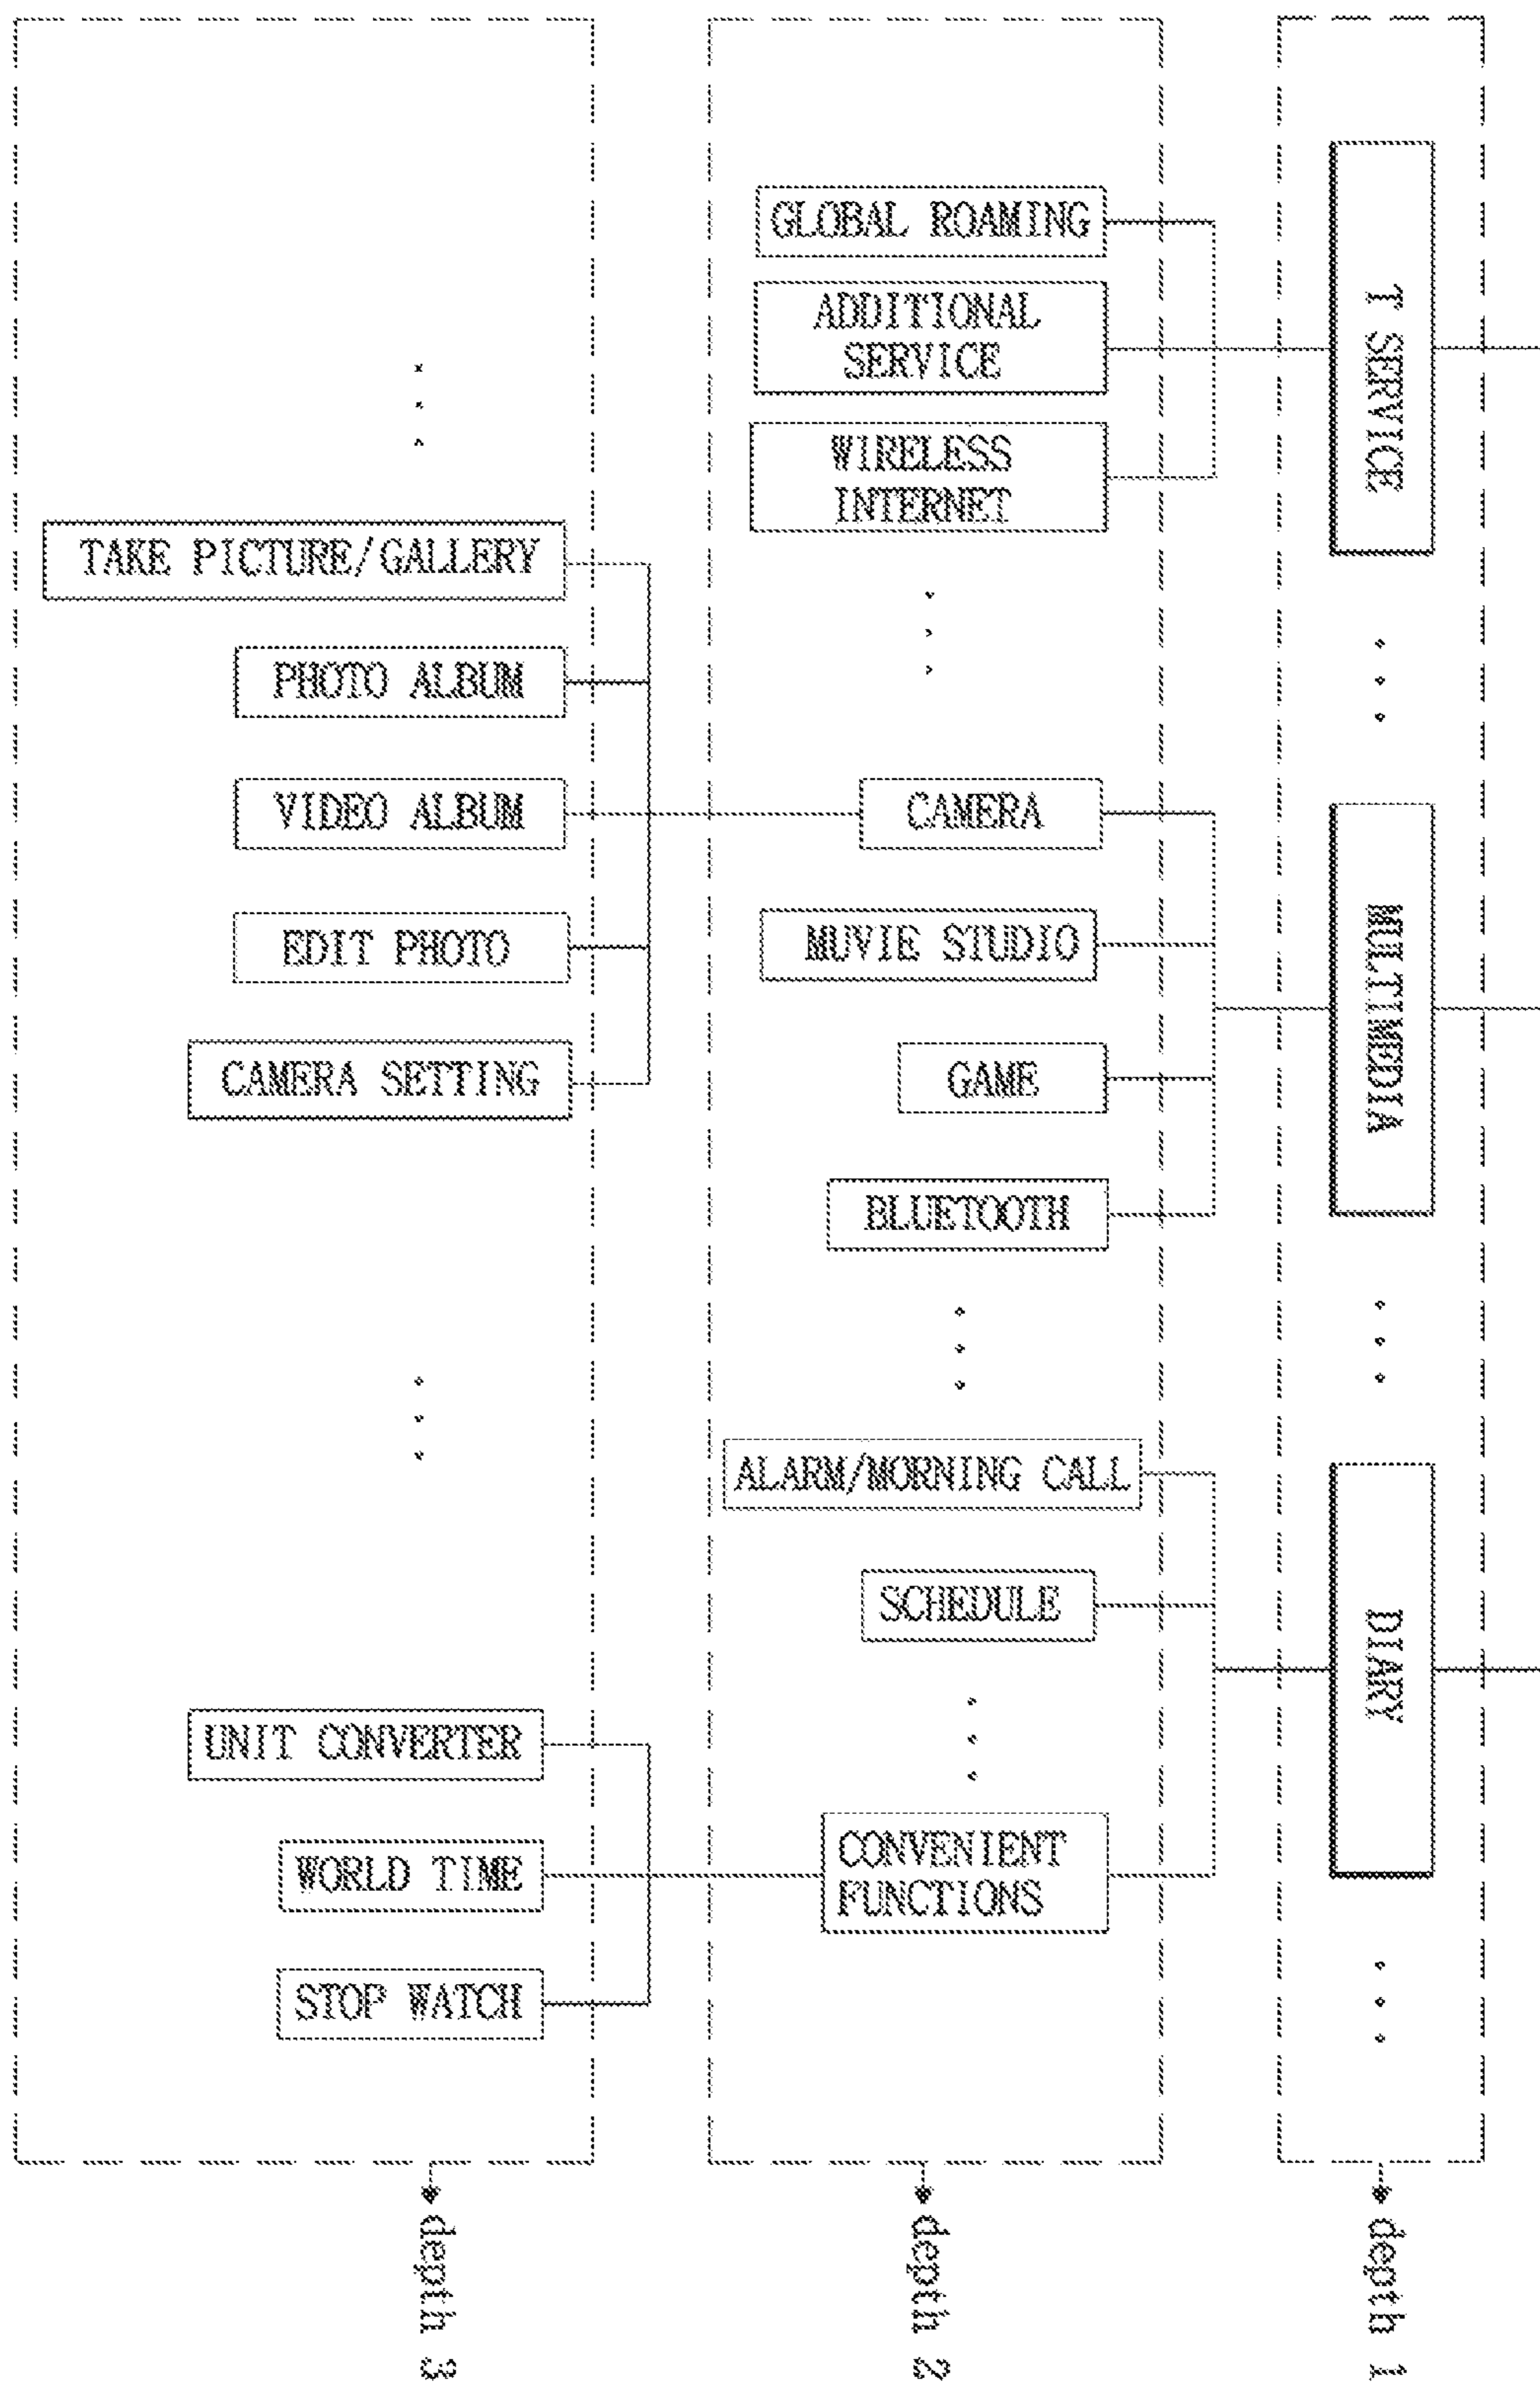 T SERVICE
MULTIMEDIA
DIARY
depth 1
GLOBAL ROAMING
ADDITIONAL
SERVICE
WIRELESS
INTERNET
CAMERA
MUVIE STUDIO
GAME
BLUETOOTH
ALARM/MORNING CALL
SCHEDULE
CONVENIENT
FUNCTIONS
depth 2
TAKE PICTURE/GALLERY
PHOTO ALBUM
VIDEO ALBUM
EDIT PHOTO
CAMERA SETTING
UNIT CONVERTER
WORLD TIME
STOP WATCH
depth 3